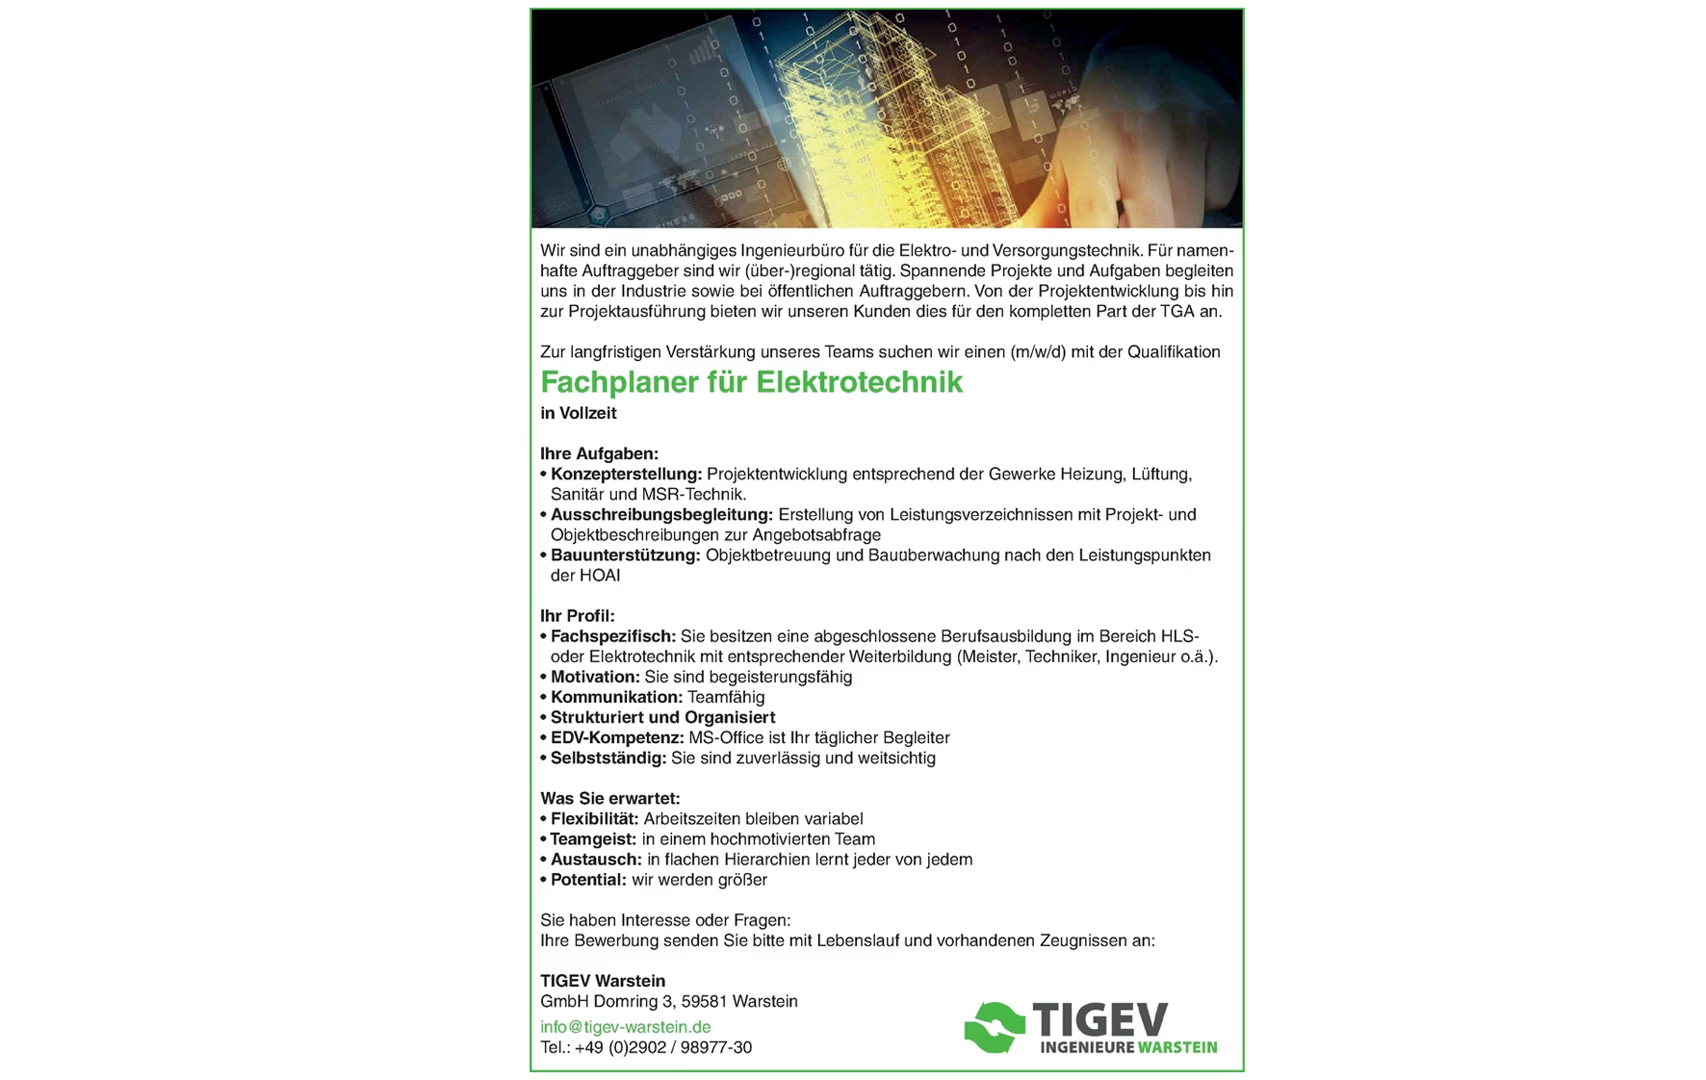 Wir sind ein unabhängiges Ingenieurbüro für die Elektro- und Versorgungstechnik. Für namen-
hafte Auftraggeber sind wir (über-)regional tätig. Spannende Projekte und Aufgaben begleiten
uns in der Industrie sowie bei öffentlichen Auftraggebern. Von der Projektentwicklung bis hin
zur Projektausführung bieten wir unseren Kunden dies für den kompletten Part der TGA an.
Zur langfristigen Verstärkung unseres Teams suchen wir einen (m/w/d) mit der Qualifikation
Fachplaner für Elektrotechnik
in Vollzeit
Ihre Aufgaben:
• Konzepterstellung: Projektentwicklung entsprechend der Gewerke Heizung, Lüftung,
Sanitär und MSR-Technik.
• Ausschreibungsbegleitung: Erstellung von Leistungsverzeichnissen mit Projekt- und
Objektbeschreibungen zur Angebotsabfrage
• Bauunterstützung: Objektbetreuung und Bauüberwachung nach den Leistungspunkten
der HOAI
Ihr Profil:
• Fachspezifisch: Sie besitzen eine abgeschlossene Berufsausbildung im Bereich HLS-
oder Elektrotechnik mit entsprechender Weiterbildung (Meister, Techniker, Ingenieur o.ä.).
• Motivation: Sie sind begeisterungsfähig
• Kommunikation: Teamfähig
• Strukturiert und Organisiert
• EDV-Kompetenz: MS-Office ist Ihr täglicher Begleiter
• Selbstständig: Sie sind zuverlässig und weitsichtig
Was Sie erwartet:
• Flexibilität: Arbeitszeiten bleiben variabel
• Teamgeist: in einem hochmotivierten Team
• Austausch: in flachen Hierarchien lernt jeder von jedem
• Potential: wir werden größer
Sie haben Interesse oder Fragen:
Ihre Bewerbung senden Sie bitte mit Lebenslauf und vorhandenen Zeugnissen an:
TIGEV Warstein
GmbH Domring 3, 59581 Warstein
info@tigev-warstein.de
Tel.: +49 (0)2902 / 98977-30
TIGEV
INGENIEURE WARSTEIN